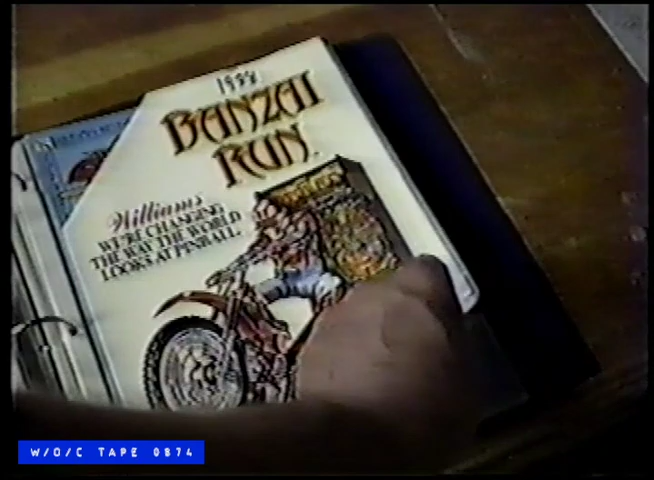 1988
BANZAI
RUN
Williams
WE'RE CHANGING
THE WAY THE WORLD
LOOKS AT PINBALL
W/O/C TAPE 0874